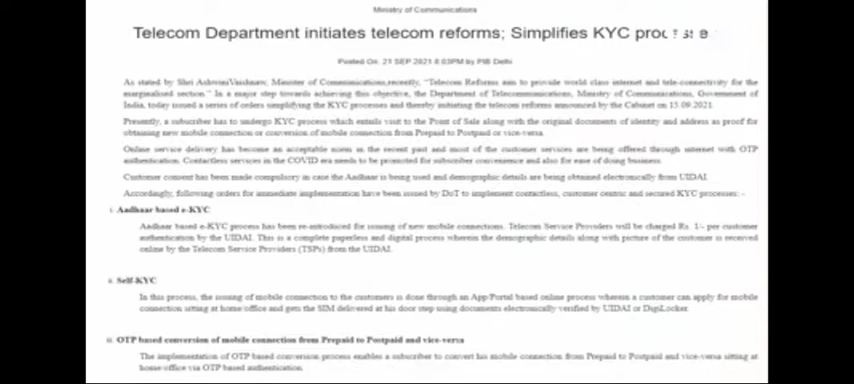 Ministry of Communications
Telecom Department initiates telecom reforms; Simplifies KYC
Posted On: 21 SEP 2021 8:03PM by PIB Delhi
As stated by Shri AshwiniVaishnaw, Minister of Communications,recently, "Telecom Reforms aim to provide world class internet and tele-connectivity for the
marginalised section." In a major step towards achieving this objective, the Department of Telecommunications, Ministry of Communications, Government of
India, today issued a series of orders simplifying the KYC processes and thereby initiating the telecom reforms announced by the Cabinet on 15.09.2021.
Presently, a subscriber has to undergo KYC process which entails visit to the Point of Sale along with the original documents of identity and address as proof for
obtaining new mobile connection or conversion of mobile connection from Prepaid to Postpaid or vice-versa.
Online service delivery has become an acceptable norm in the recent past and most of the customer services are being offered through internet with OTP
authentication. Contactless services in the COVID era needs to be promoted for subscriber convenience and also for ease of doing business.
Customer consent has been made compulsory in case the Aadhaar is being used and demographic details are being obtained electronically from UIDAI.
Accordingly, following orders for immediate implementation have been issued by DoT to implement contactless, customer centric and secured KYC processes: -
i. Aadhaar based e-KYC
Aadhaar based e-KYC process has been re-introduced for issuing of new mobile connections. Telecom Service Providers will be charged Rs. 1/- per customer
authentication by the UIDAI. This is a complete paperless and digital process wherein the demographic details along with picture of the customer is received
online by the Telecom Service Providers (TSPs) from the UIDAI.
ii. Self-KYC
In this process, the issuing of mobile connection to the customers is done through an App/Portal based online process wherein a customer can apply for mobile
connection sitting at home/office and gets the SIM delivered at his door step using documents electronically verified by UIDAI or DigiLocker.
iii. OTP based conversion of mobile connection from Prepaid to Postpaid and vice-versa
The implementation of OTP based conversion process enables a subscriber to convert his mobile connection from Prepaid to Postpaid and vice-versa sitting at
home/office via OTP based authentication.